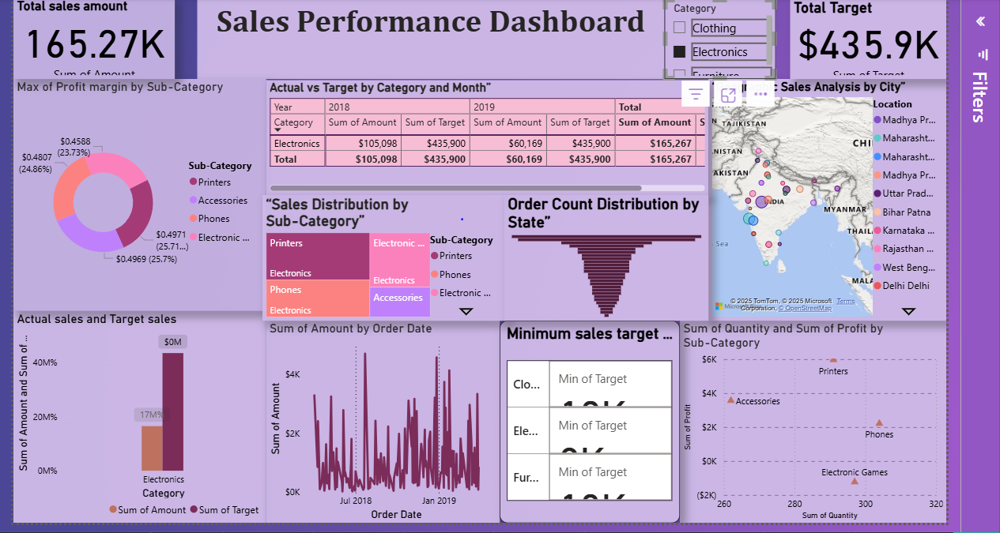 Total sales amount
165.27K
Sum of Amount
Sales Performance Dashboard
Category
Clothing
Electronics
Furniture
Total Target
$435.9K
Sum of Target
Filters
Max of Profit margin by Sub-Category
$0.4588
(23.73%)
$0.4807
(24.86%)
$0.4971
(25.71...)
$0.4969 (25.7%)
Sub-Category
Printers
Accessories
Phones
Electronic ...
Actual vs Target by Category and Month”
Year 2018 2019 Total
Category Sum of Amount Sum of Target Sum of Amount Sum of Target Sum of Amount S
Electronics $105,098 $435,900 $60,169 $435,900 $165,267
Total $105,098 $435,900 $60,169 $435,900 $165,267
Sales Analysis by City”
TAJIKISTAN
CHI
NISTAN
AKISTAN
INDIA
MYANMAR
THAIL
Sea
MALA
© 2025 TomTom, © 2025 Microsoft
Corporation, © OpenStreetMap
Terms
Location
Madhya Pr...
Maharasht...
Maharasht...
Madhya Pr...
Uttar Prad...
Bihar Patna
Karnataka ...
Rajasthan ...
West Beng...
Delhi Delhi
“Sales Distribution by
Sub-Category”
Printers
Electronics
Phones
Electronics
Electronic ...
Electronics
Accessories
Sub-Category
Printers
Phones
Electronic ...
Order Count Distribution by
State”
Actual sales and Target sales
Sum of Amount and Sum of ...
40M%
20M%
0M%
17M%
$0M
Electronics
Category
Sum of Amount
Sum of Target
Sum of Amount by Order Date
Sum of Amount
$4K
$2K
$0K
Jul 2018
Jan 2019
Order Date
Minimum sales target ...
Clo...
Min of Target
Ele...
Min of Target
Fur...
Min of Target
Sum of Quantity and Sum of Profit by
Sub-Category
Sum of Profit
$6K
$4K
$2K
$0K
($2K)
Printers
Accessories
Phones
Electronic Games
260
280
300
320
Sum of Quantity